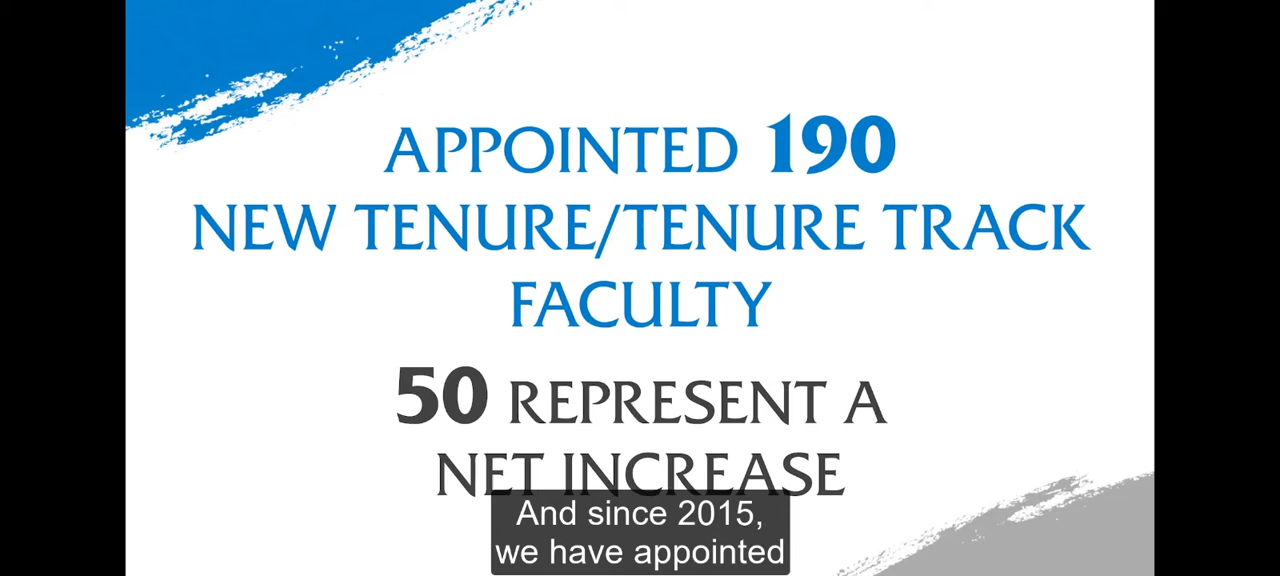 APPOINTED 190
NEW TENURE/TENURE TRACK
FACULTY
50 REPRESENT A
NET INCREASE
And since 2015,
we have appointed